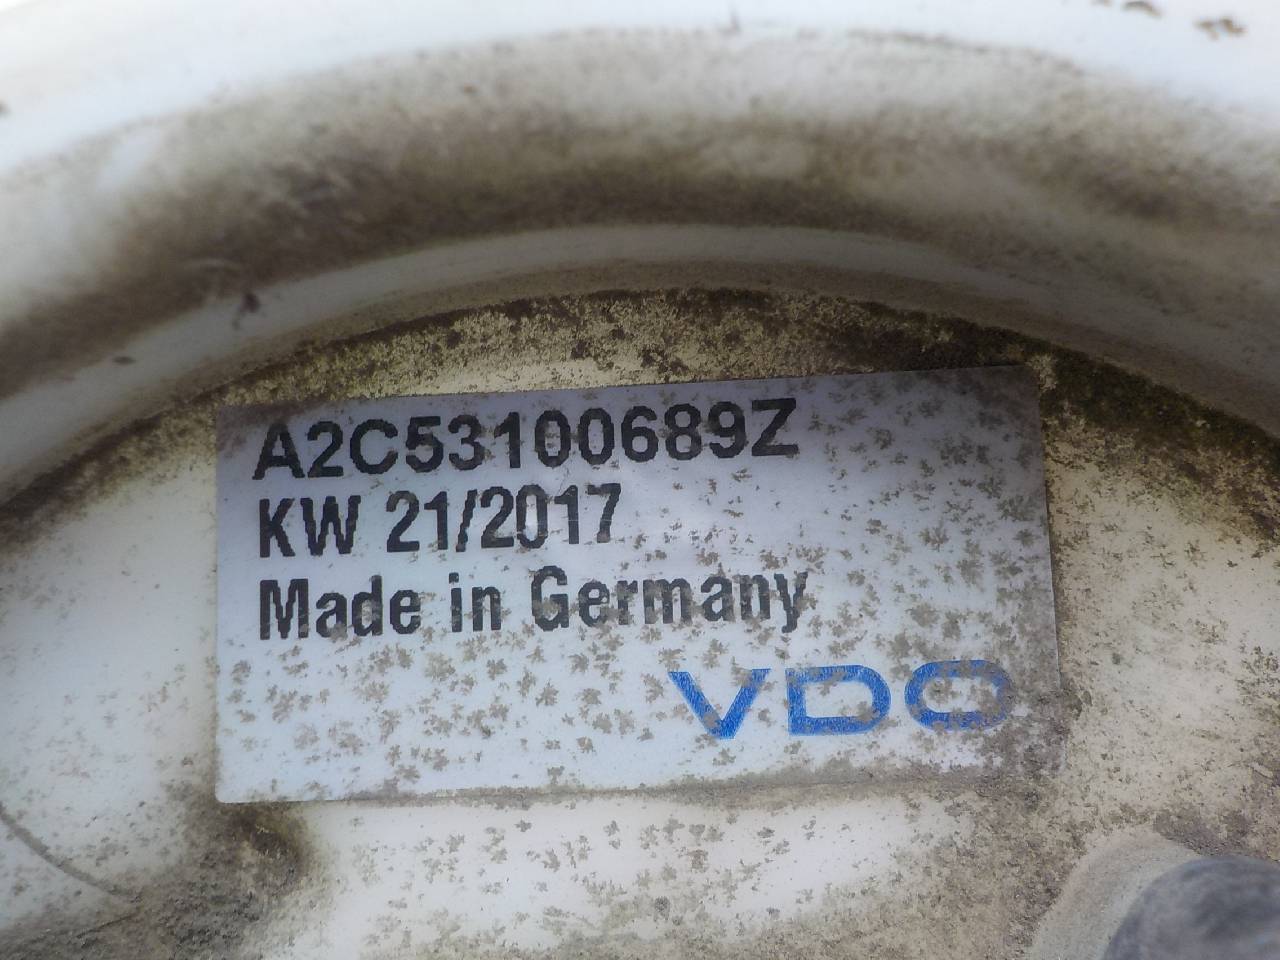 A2C53100689Z
KW 21/2017
Made in Germany
VDO